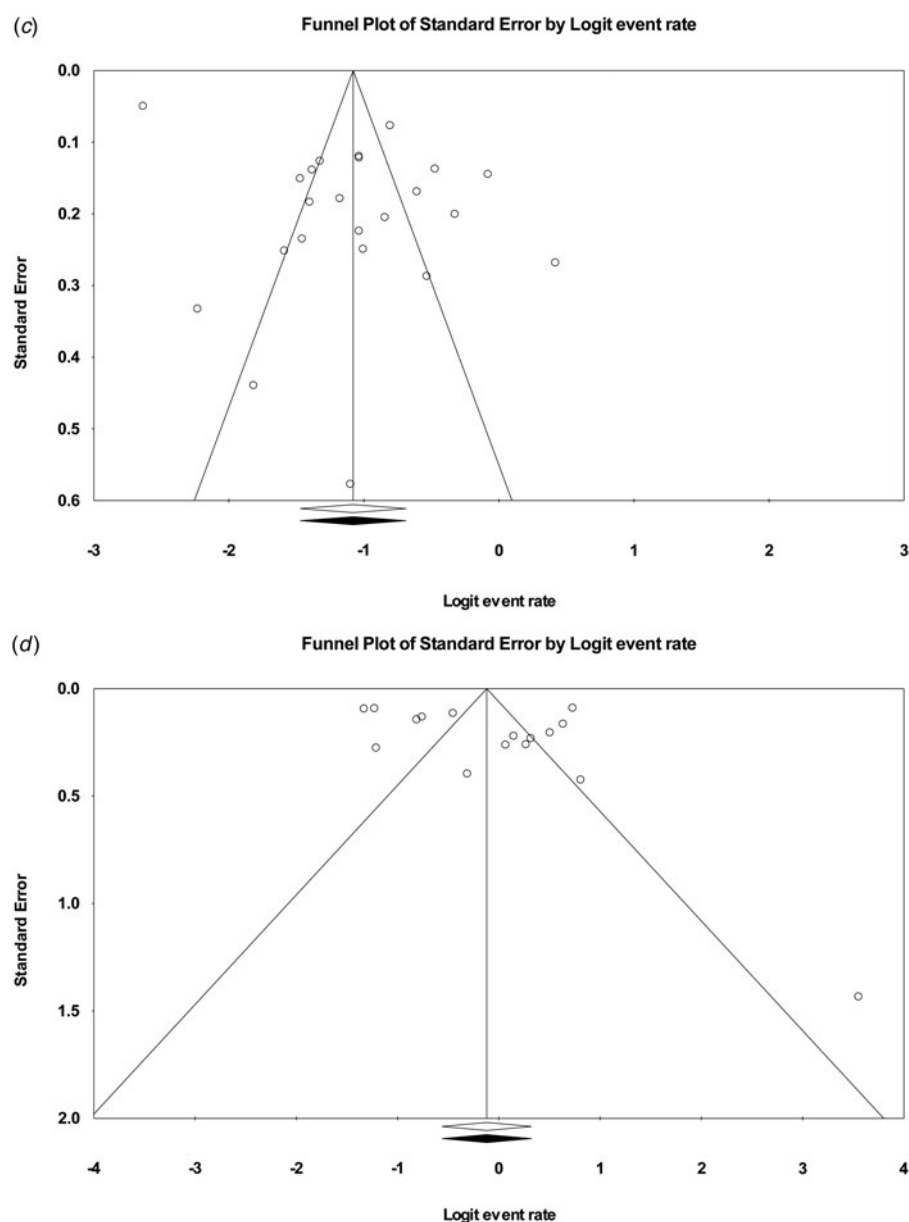 (c)
Funnel Plot of Standard Error by Logit event rate
0.0
0.1
0.2
0.3
0.4
0.5
0.6
Standard Error
-3 -2 -1 0 1 2 3
Logit event rate
(d)
Funnel Plot of Standard Error by Logit event rate
0.0
0.5
1.0
1.5
2.0
Standard Error
-4 -3 -2 -1 0 1 2 3 4
Logit event rate